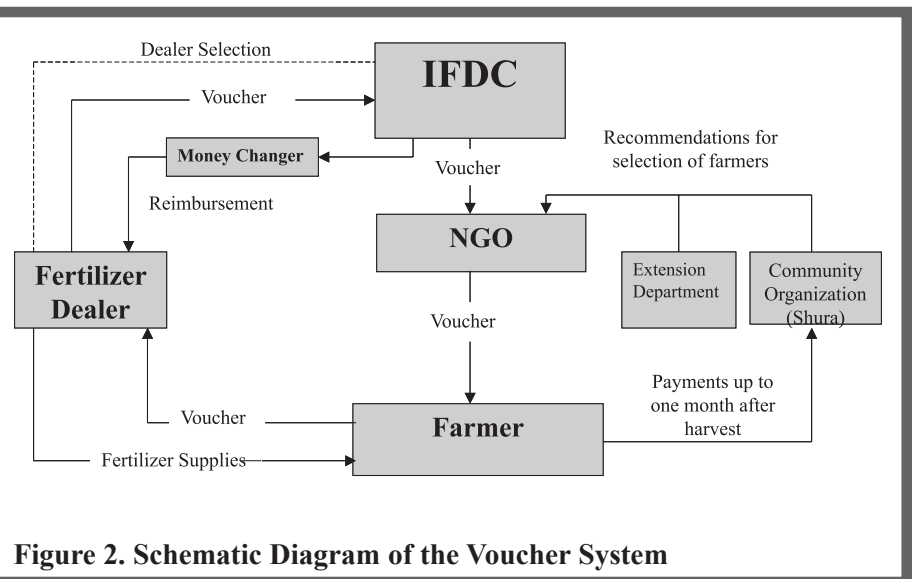 Dealer Selection
IFDC
Voucher
Money Changer
Recommendations for
selection of farmers
Voucher
Reimbursement
NGO
Fertilizer
Dealer
Extension
Department
Community
Organization
(Shura)
Voucher
Payments up to
one month after
harvest
Voucher
Farmer
Fertilizer Supplies
Figure 2. Schematic Diagram of the Voucher System